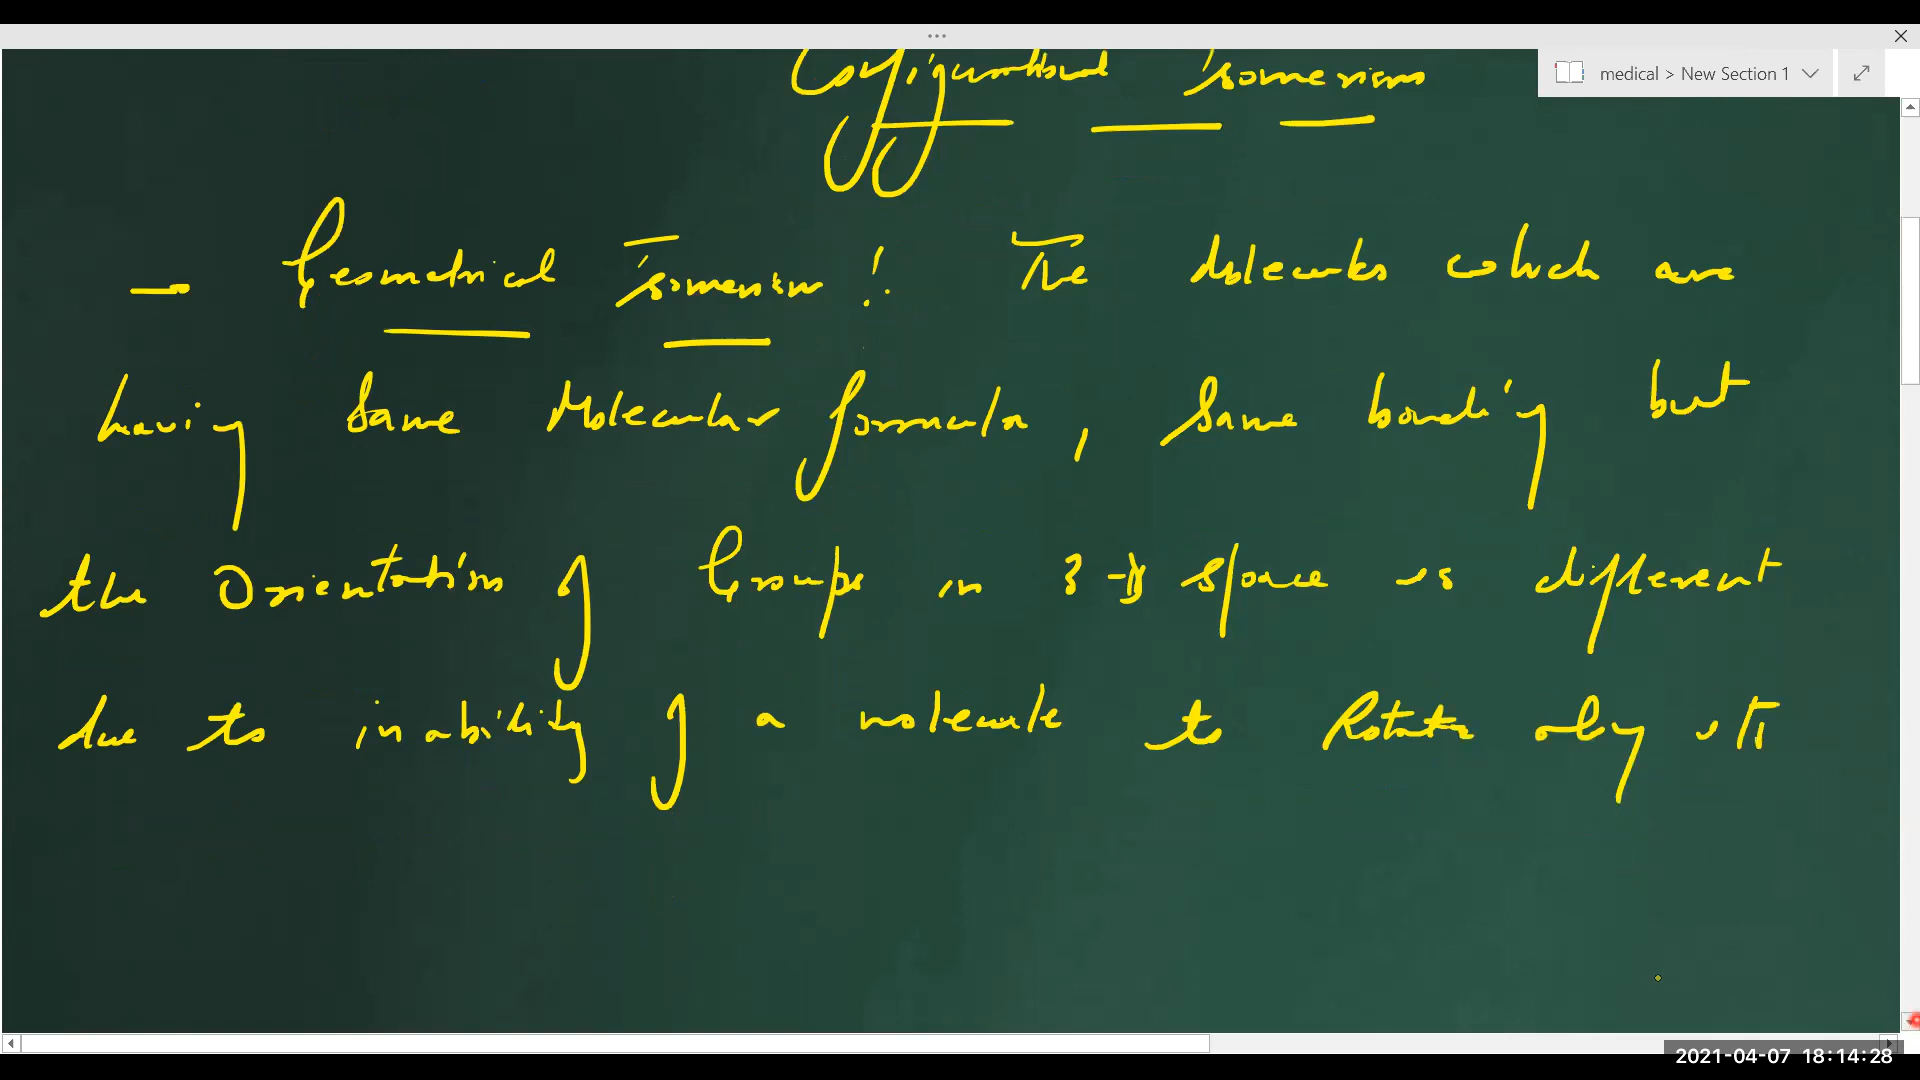 Configurational Isomerism
medical > New Section 1
- Geometrical Isomerism : The Molecules which are
having Same Molecular formula , Same bonding but
the Orientation of Groups in 3-D space is different
due to inability of a molecule to Rotate along its
2021-04-07 18:14:28